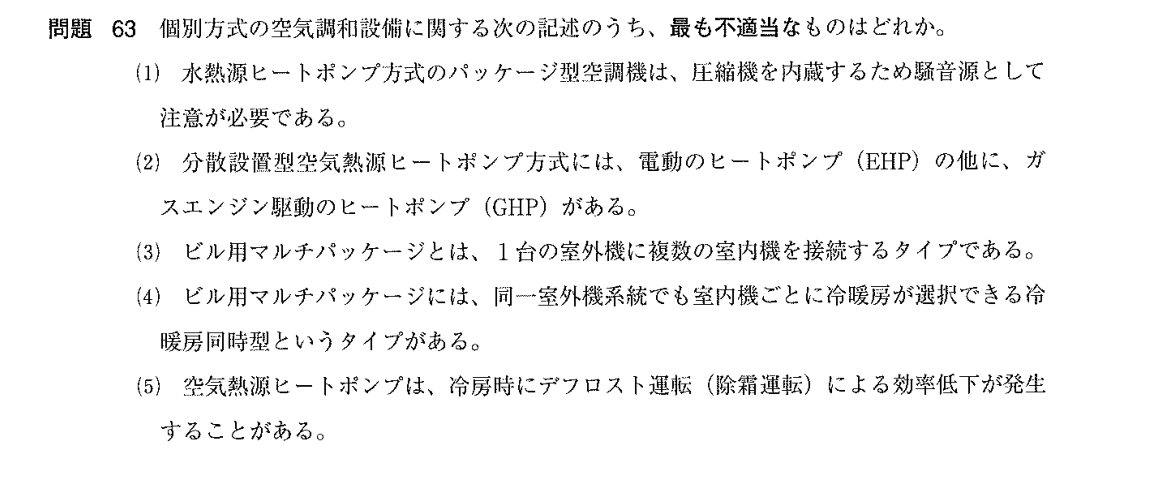 問題 63 個別方式の空気調和設備に関する次の記述のうち、最も不適当なものはどれか。
(1) 水熱源ヒートポンプ方式のパッケージ型空調機は、圧縮機を内蔵するため騒音源として
注意が必要である。
(2) 分散設置型空気熱源ヒートポンプ方式には、電動のヒートポンプ（EHP）の他に、ガ
スエンジン駆動のヒートポンプ（GHP）がある。
(3) ビル用マルチパッケージとは、1台の室外機に複数の室内機を接続するタイプである。
(4) ビル用マルチパッケージには、同一室外機系統でも室内機ごとに冷暖房が選択できる冷
暖房同時型というタイプがある。
(5) 空気熱源ヒートポンプは、冷房時にデフロスト運転（除霜運転）による効率低下が発生
することがある。